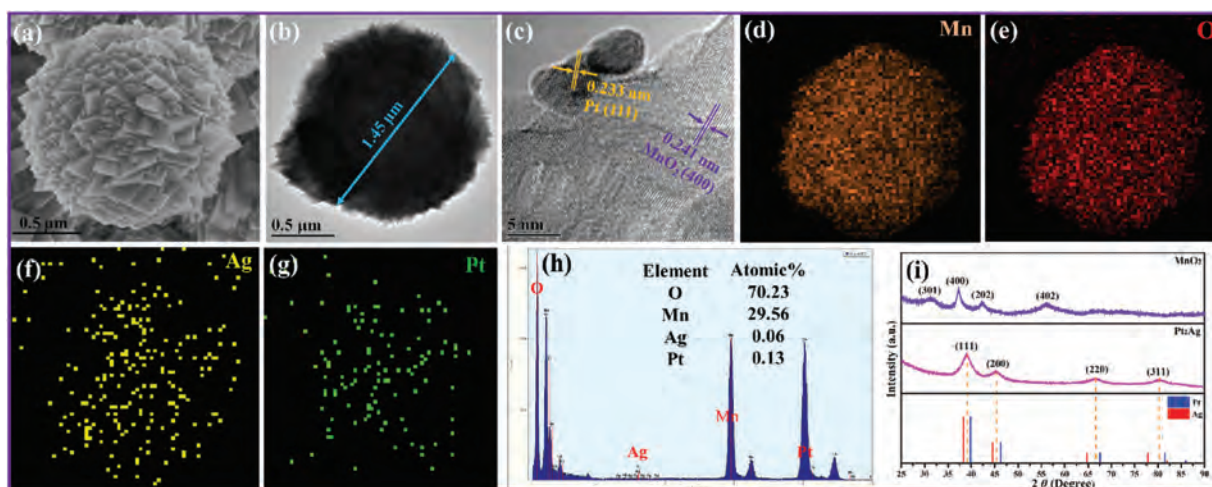 (a)
0.5 μm
(b)
1.45 μm
0.5 μm
(c)
0.233 nm
Pt (111)
0.241 nm
MnO₂(400)
5 nm
(d)
Mn
(e)
O
(f)
Ag
(g)
Pt
(h)
Element Atomic%
O 70.23
Mn 29.56
Ag 0.06
Pt 0.13
O
Ag
Mn
Pt
(i)
MnO₂
(301)
(400)
(202)
(402)
Pt₂Ag
(111)
(200)
(220)
(311)
Pt
Ag
Intensity (a.u.)
25 30 35 40 45 50 55 60 65 70 75 80 85 90
2 θ (Degree)